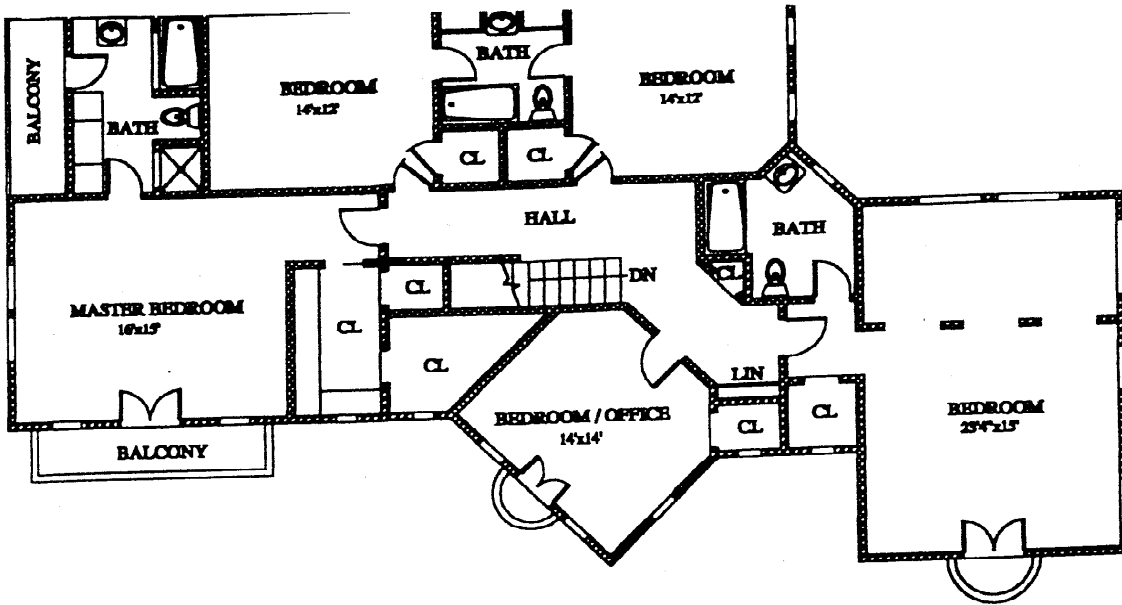 BALCONY
BATH
BEDROOM
14'x12'
BATH
BEDROOM
14'x12'
CL
CL
HALL
BATH
CL
DN
MASTER BEDROOM
16'x15'
CL
CL
CL
LIN
BEDROOM / OFFICE
14'x14'
CL
CL
BEDROOM
23'4"x15'
BALCONY